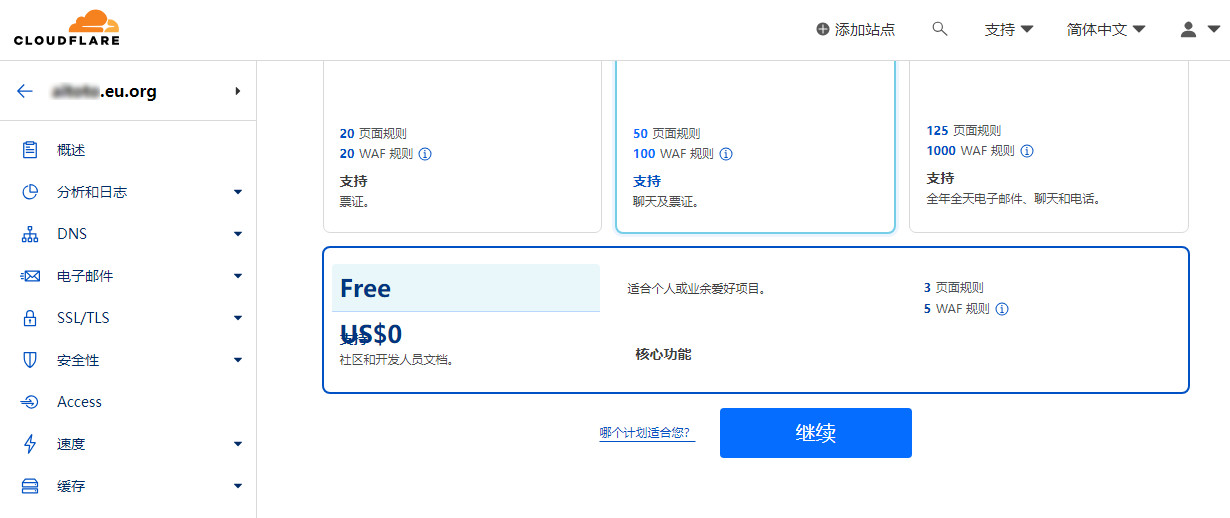 CLOUDFLARE
添加站点
支持
简体中文
.eu.org
概述
分析和日志
DNS
电子邮件
SSL/TLS
安全性
Access
速度
缓存
20 页面规则
20 WAF 规则
支持
票证。
50 页面规则
100 WAF 规则
支持
聊天及票证。
125 页面规则
1000 WAF 规则
支持
全年全天电子邮件、聊天和电话。
Free
US$0
支持
社区和开发人员文档。
适合个人或业余爱好项目。
核心功能
3 页面规则
5 WAF 规则
哪个计划适合您?
继续